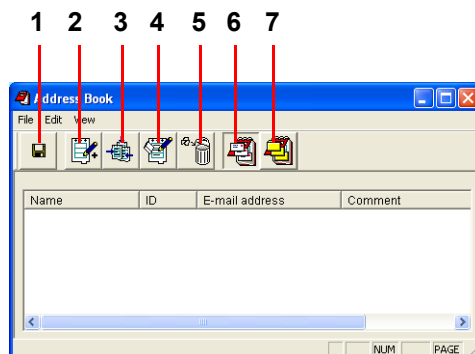 1 2 3 4 5 6 7
Address Book
File Edit View
Name ID E-mail address Comment
NUM PAGE